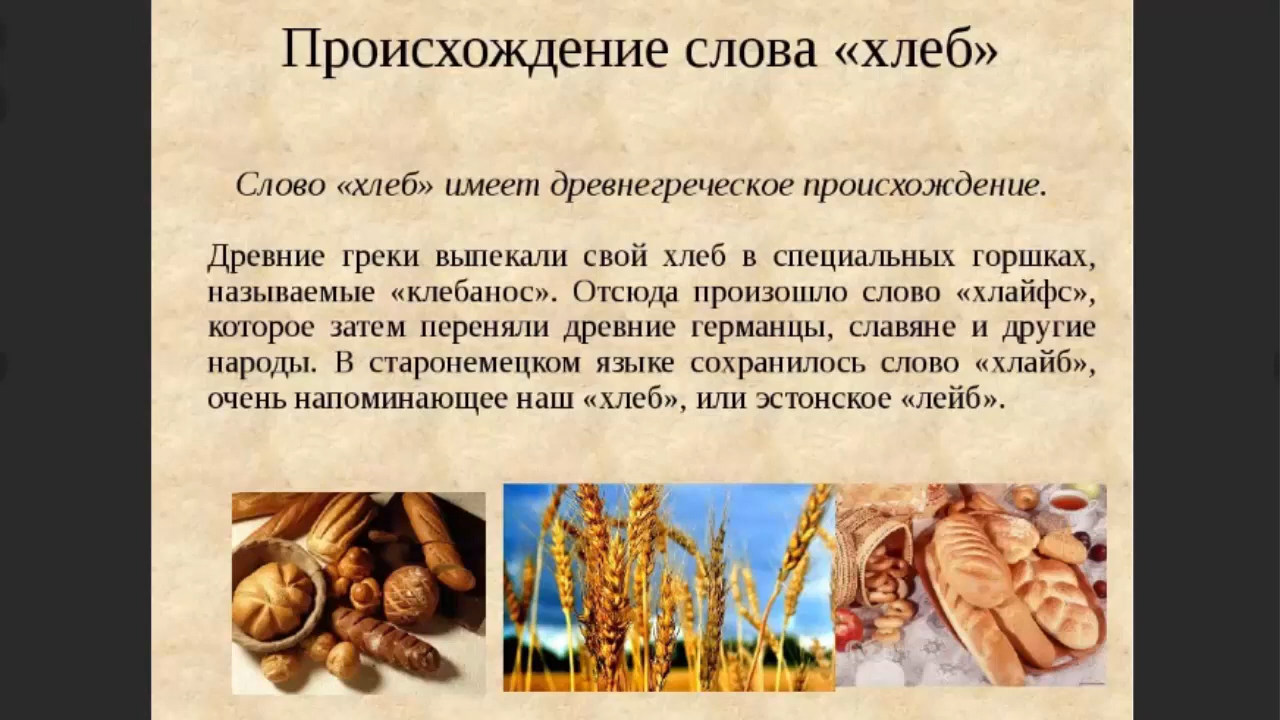 Происхождение слова «хлеб»
Слово «хлеб» имеет древнегреческое происхождение.
Древние греки выпекали свой хлеб в специальных горшках,
называемые «клебанос». Отсюда произошло слово «хлайфс»,
которое затем переняли древние германцы, славяне и другие
народы. В старонемецком языке сохранилось слово «хлайб»,
очень напоминающее наш «хлеб», или эстонское «лейб».